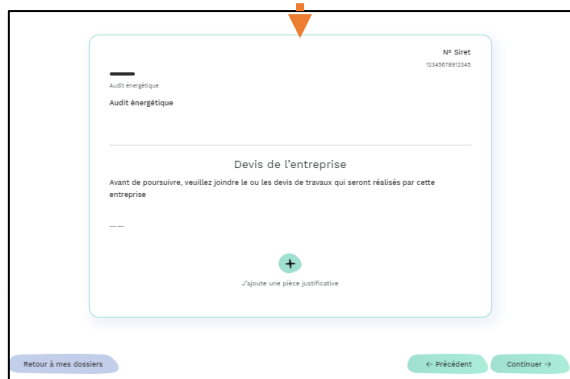 N° Siret
12345678912345
Audit énergétique
Audit énergétique
Devis de l'entreprise
Avant de poursuivre, veuillez joindre le ou les devis de travaux qui seront réalisés par cette
entreprise
J'ajoute une pièce justificative
Retour à mes dossiers
← Précédent
Continuer →